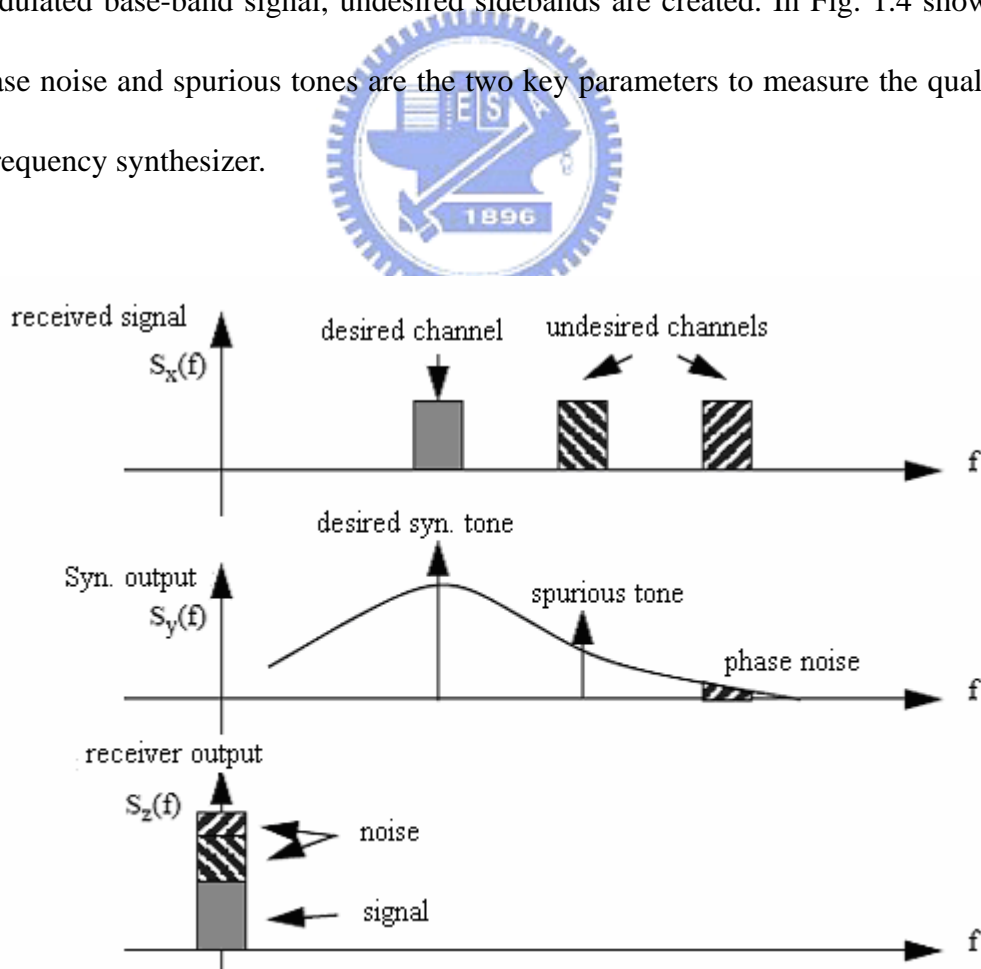 dulated base-band signal, undesired sidebands are created. In Fig. 1.4 show
ase noise and spurious tones are the two key parameters to measure the qual
requency synthesizer.
E S A
1896
received signal
desired channel
undesired channels
Sx(f)
f
desired syn. tone
Syn. output
spurious tone
Sy(f)
phase noise
f
receiver output
Sz(f)
noise
signal
f